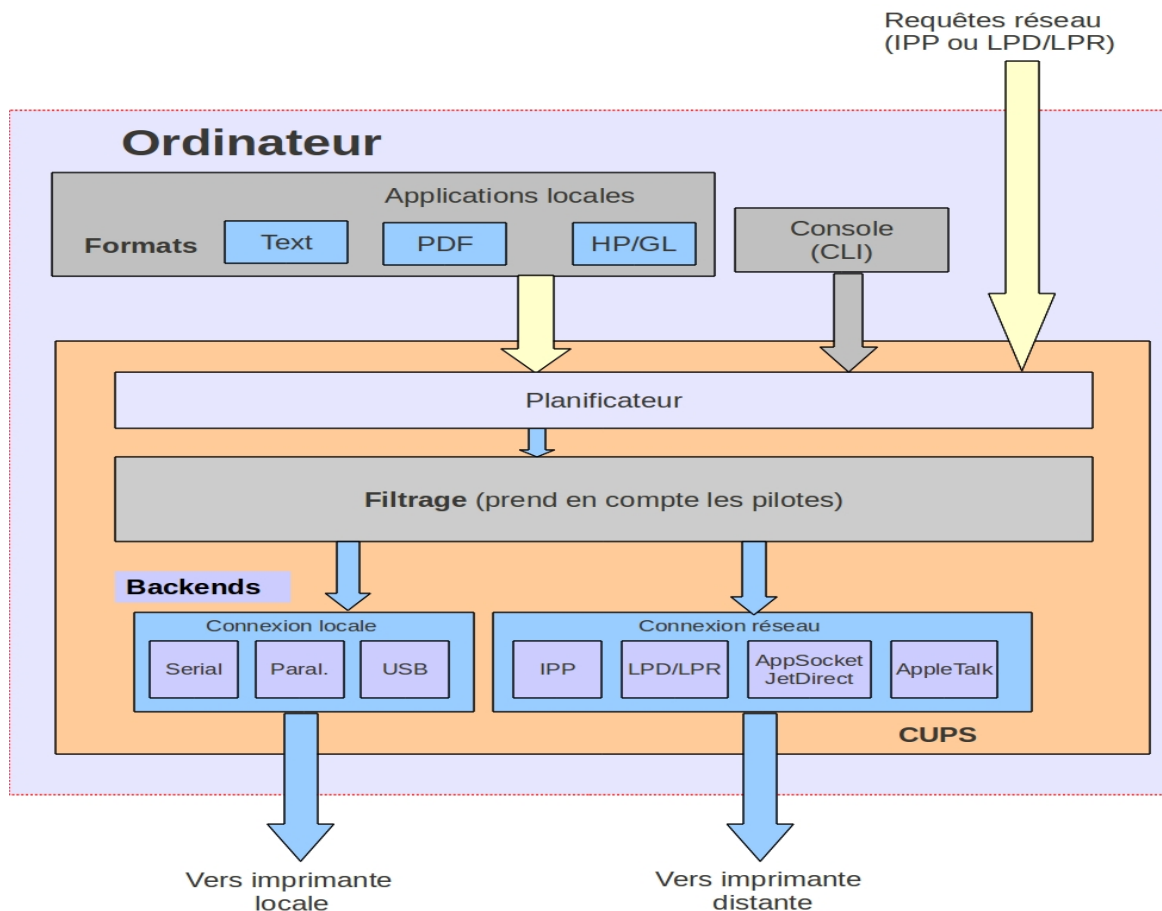 Requêtes réseau
(IPP ou LPD/LPR)
Ordinateur
Applications locales
Formats
Text
PDF
HP/GL
Console
(CLI)
Planificateur
Filtrage (prend en compte les pilotes)
Backends
Connexion locale
Serial
Paral.
USB
Connexion réseau
IPP
LPD/LPR
AppSocket
JetDirect
AppleTalk
CUPS
Vers imprimante
locale
Vers imprimante
distante